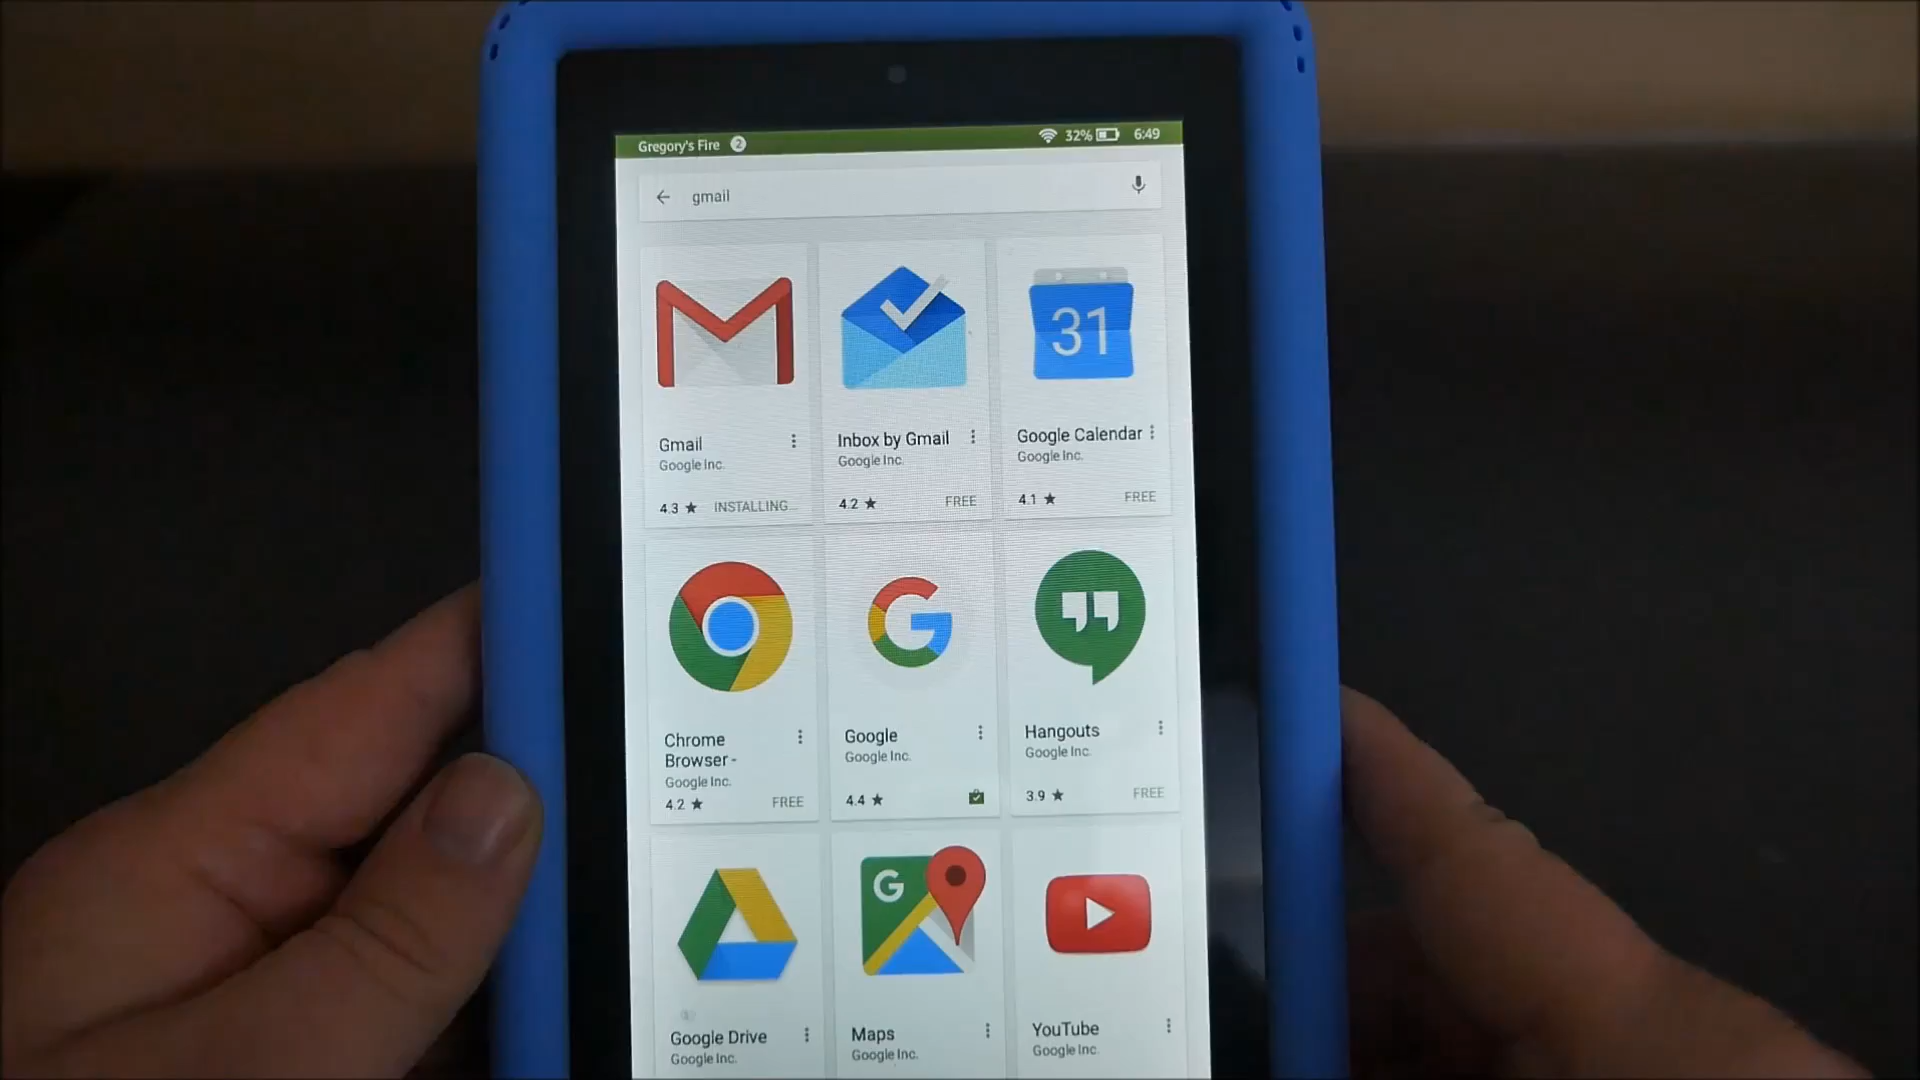 Gregory's Fire 2 32% 6:49
gmail
31
Gmail
Google Inc.
4.3 ★ INSTALLING...
Inbox by Gmail
Google Inc.
4.2 ★ FREE
Google Calendar
Google Inc.
4.1 ★ FREE
G
Chrome
Browser -
Google Inc.
4.2 ★ FREE
Google
Google Inc.
4.4 ★
Hangouts
Google Inc.
3.9 ★ FREE
G
Google Drive
Google Inc.
Maps
Google Inc.
YouTube
Google Inc.